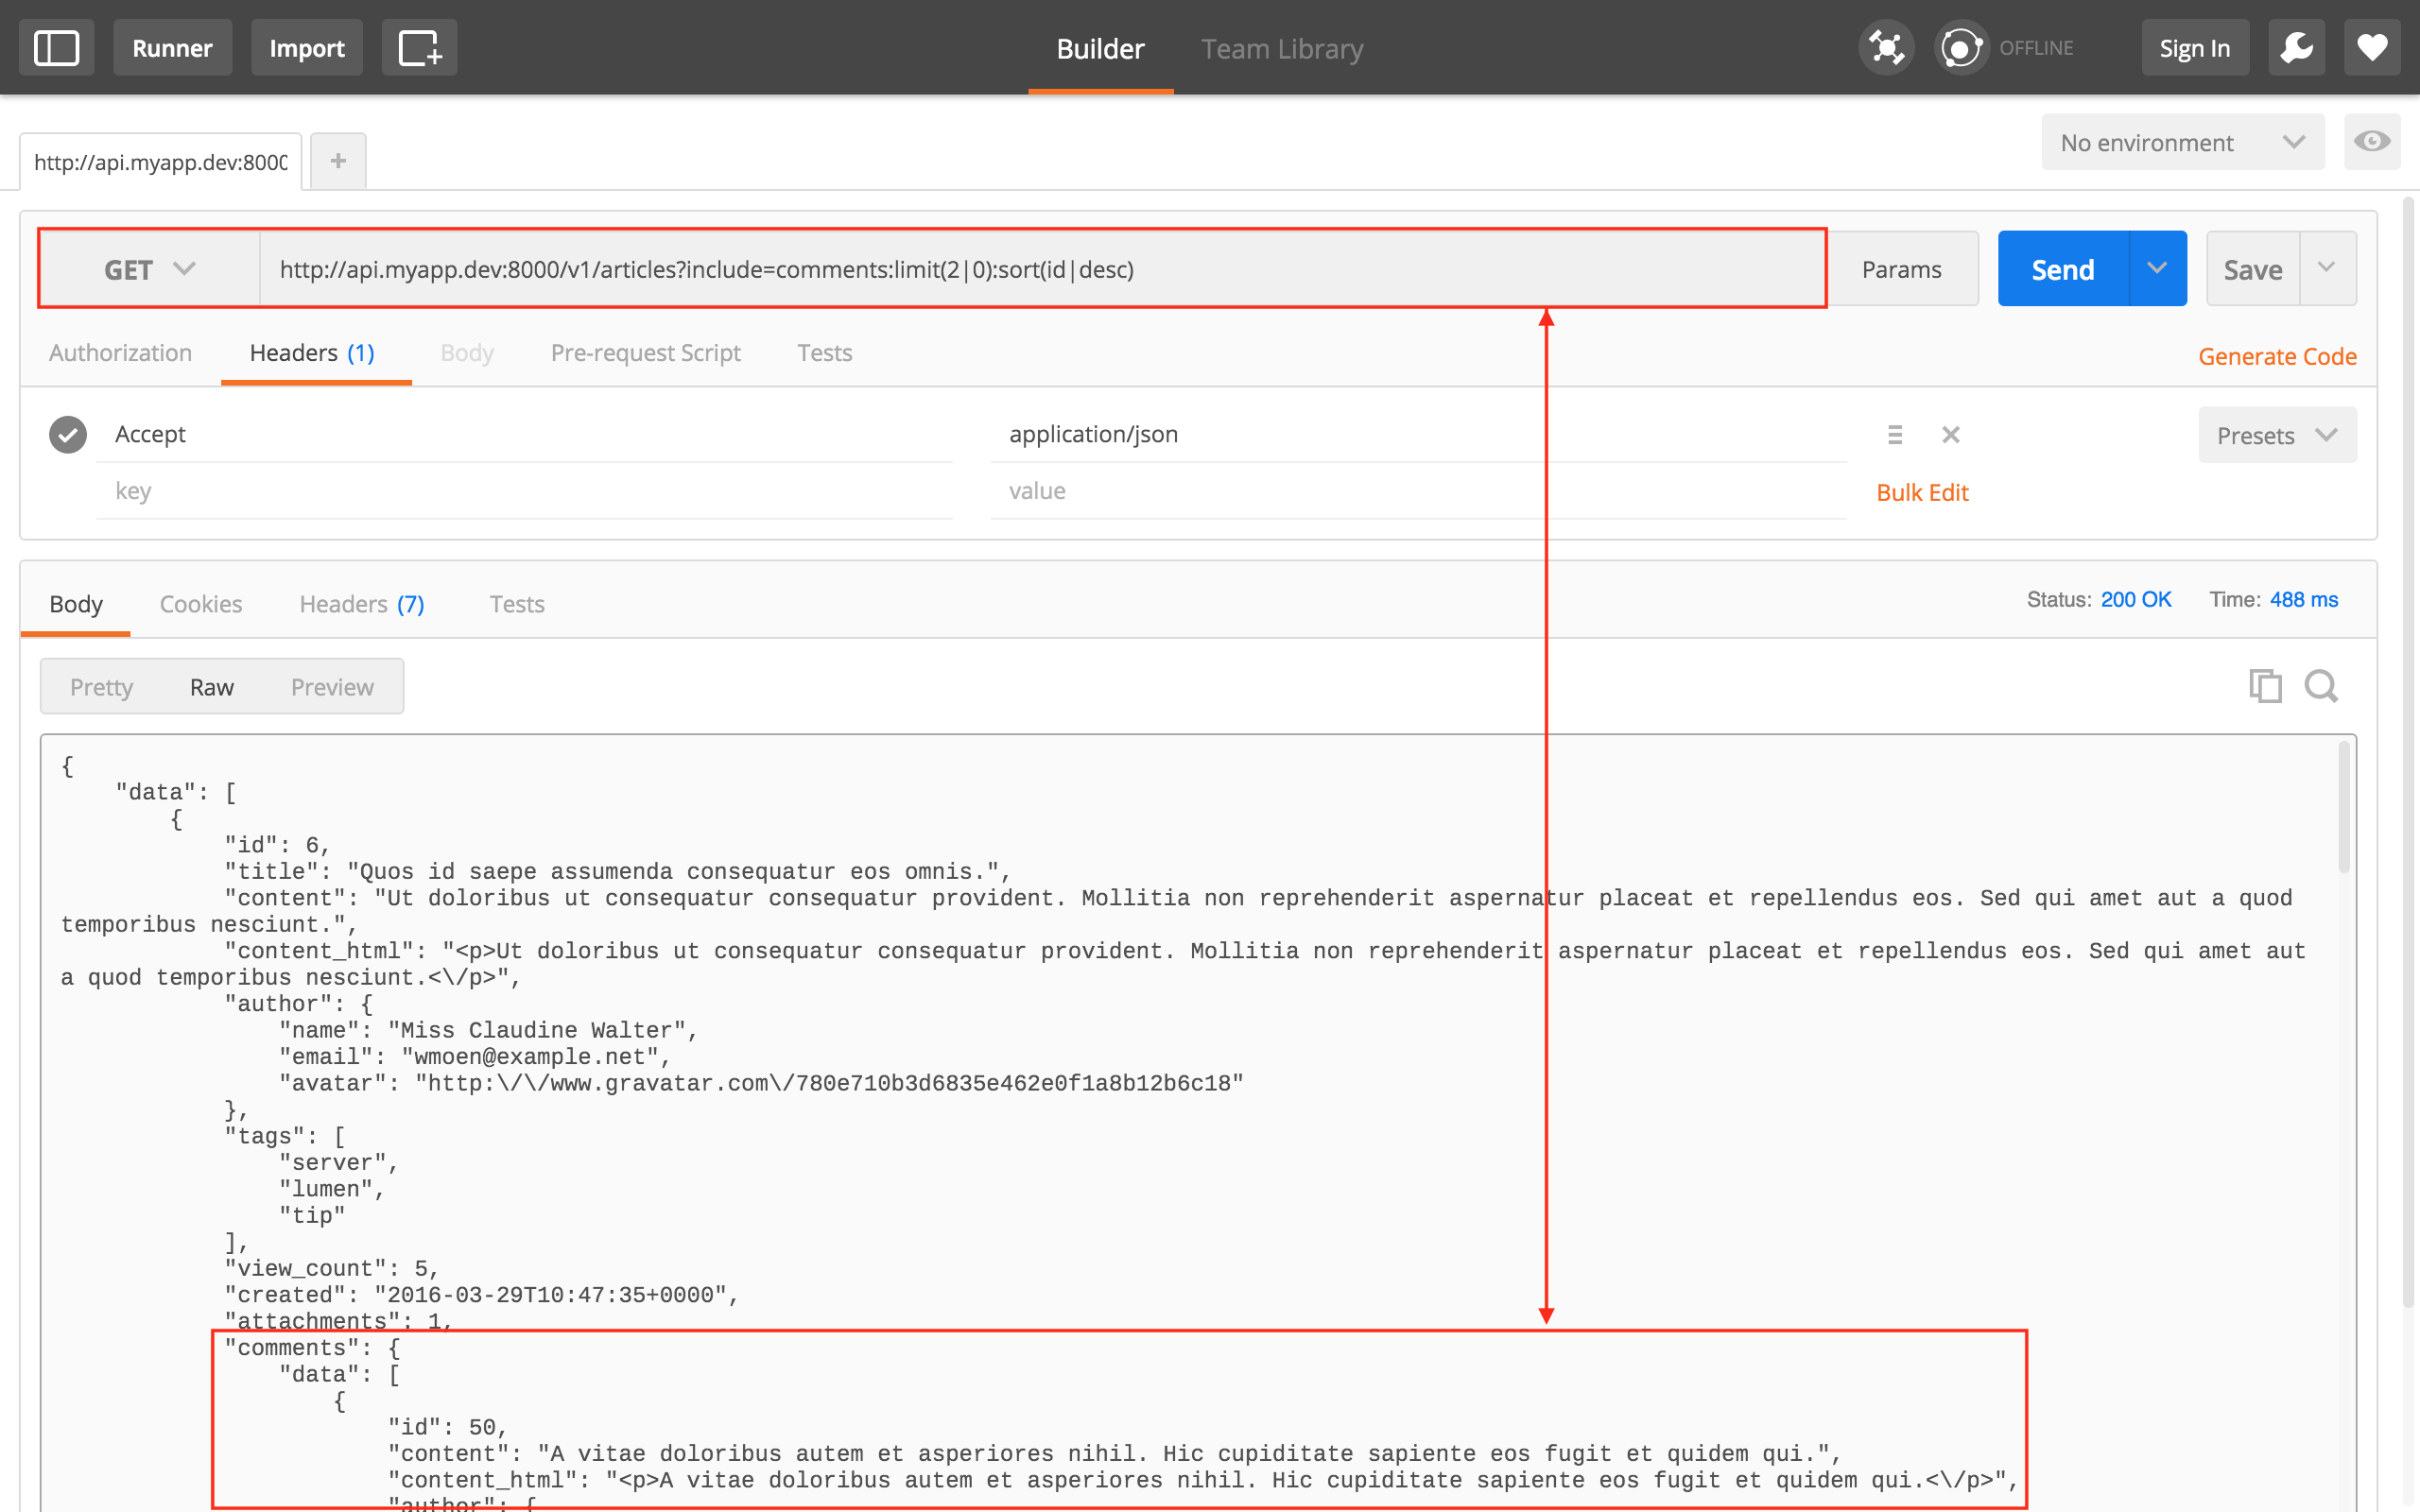 Runner Import Builder Team Library OFFLINE Sign In
http://api.myapp.dev:8000 + No environment
GET http://api.myapp.dev:8000/v1/articles?include=comments:limit(2|0):sort(id|desc) Params Send Save
Authorization Headers (1) Body Pre-request Script Tests Generate Code
Accept application/json Presets
key value Bulk Edit
Body Cookies Headers (7) Tests Status: 200 OK Time: 488 ms
Pretty Raw Preview
{
"data": [
{
"id": 6,
"title": "Quos id saepe assumenda consequatur eos omnis.",
"content": "Ut doloribus ut consequatur consequatur provident. Mollitia non reprehenderit aspernatur placeat et repellendus eos. Sed qui amet aut a quod
temporibus nesciunt.",
"content_html": "<p>Ut doloribus ut consequatur consequatur provident. Mollitia non reprehenderit aspernatur placeat et repellendus eos. Sed qui amet aut
a quod temporibus nesciunt.<\/p>",
"author": {
"name": "Miss Claudine Walter",
"email": "wmoen@example.net",
"avatar": "http:\/\/www.gravatar.com\/780e710b3d6835e462e0f1a8b12b6c18"
},
"tags": [
"server",
"lumen",
"tip"
],
"view_count": 5,
"created": "2016-03-29T10:47:35+0000",
"attachments": 1,
"comments": {
"data": [
{
"id": 50,
"content": "A vitae doloribus autem et asperiores nihil. Hic cupiditate sapiente eos fugit et quidem qui.",
"content_html": "<p>A vitae doloribus autem et asperiores nihil. Hic cupiditate sapiente eos fugit et quidem qui.<\/p>",
"author": {